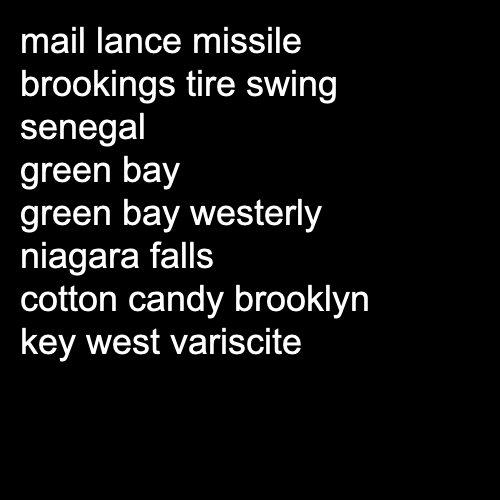 mail lance missile
brookings tire swing
senegal
green bay
green bay westerly
niagara falls
cotton candy brooklyn
key west variscite